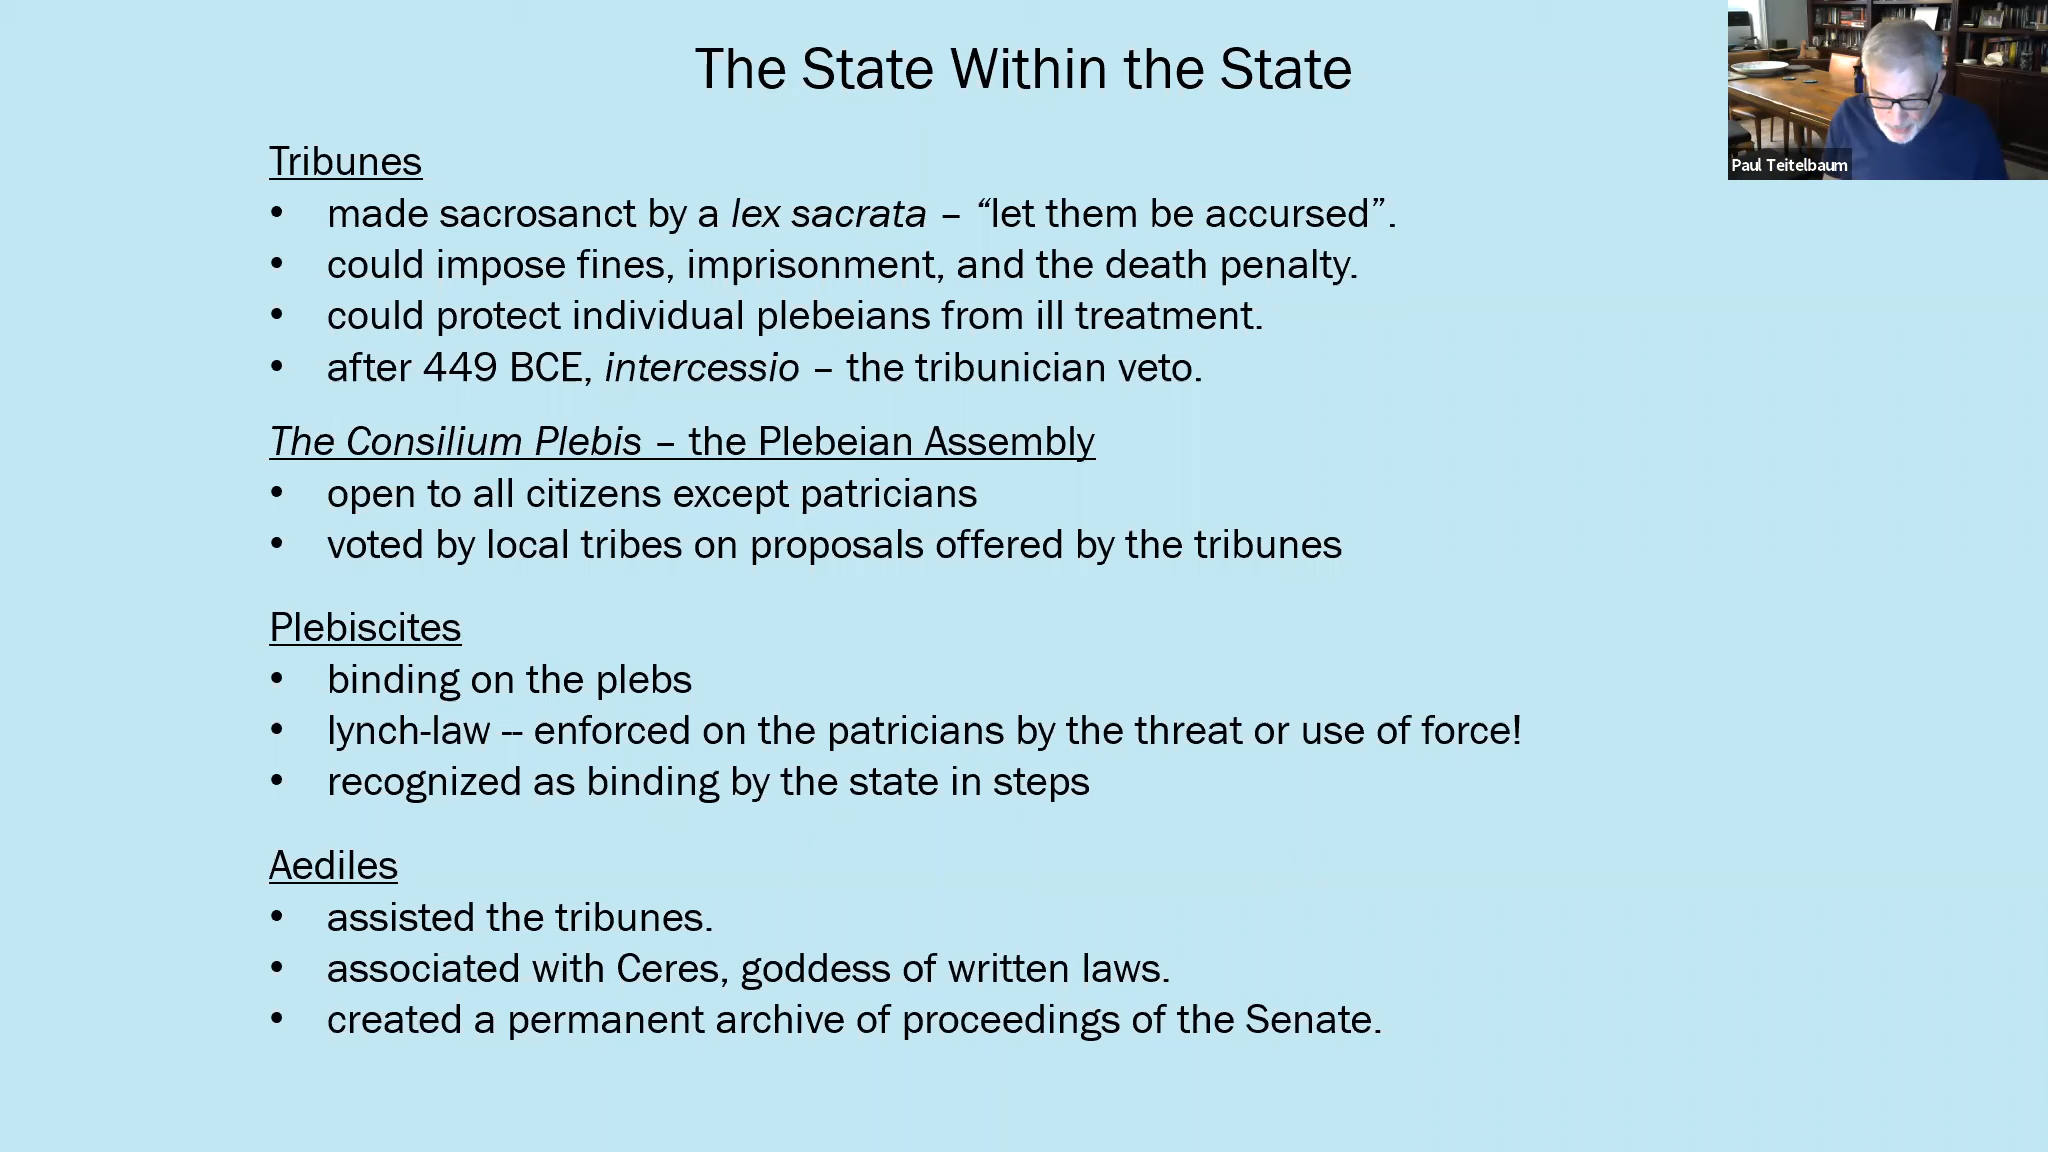 The State Within the State
Paul Teitelbaum
Tribunes
• made sacrosanct by a lex sacrata – “let them be accursed”.
• could impose fines, imprisonment, and the death penalty.
• could protect individual plebeians from ill treatment.
• after 449 BCE, intercessio – the tribunician veto.
The Consilium Plebis – the Plebeian Assembly
• open to all citizens except patricians
• voted by local tribes on proposals offered by the tribunes
Plebiscites
• binding on the plebs
• lynch-law -- enforced on the patricians by the threat or use of force!
• recognized as binding by the state in steps
Aediles
• assisted the tribunes.
• associated with Ceres, goddess of written laws.
• created a permanent archive of proceedings of the Senate.